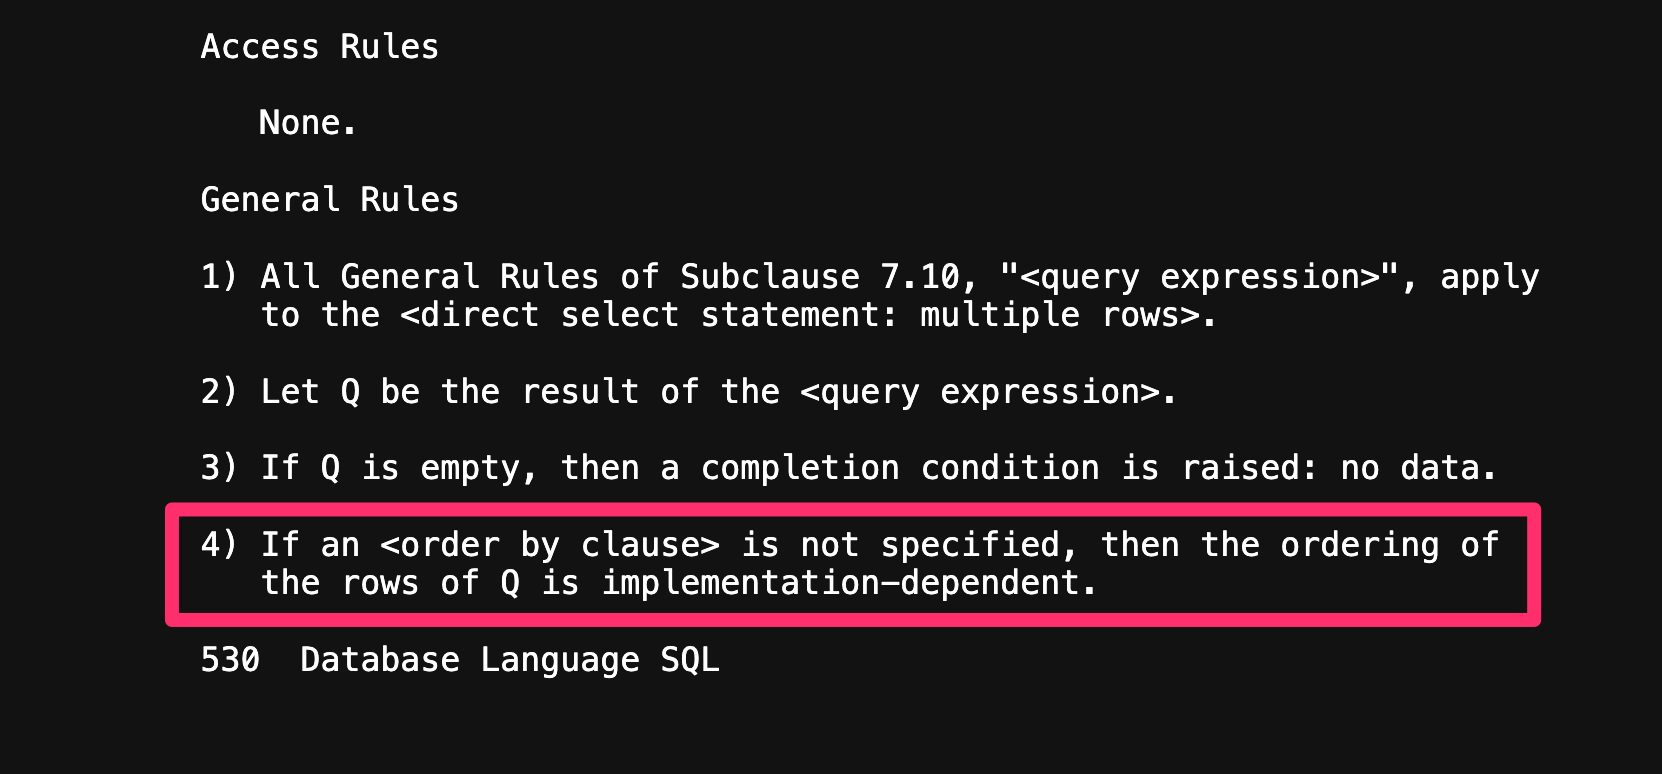 Access Rules
None.
General Rules
1) All General Rules of Subclause 7.10, "<query expression>", apply
to the <direct select statement: multiple rows>.
2) Let Q be the result of the <query expression>.
3) If Q is empty, then a completion condition is raised: no data.
4) If an <order by clause> is not specified, then the ordering of
the rows of Q is implementation-dependent.
530  Database Language SQL